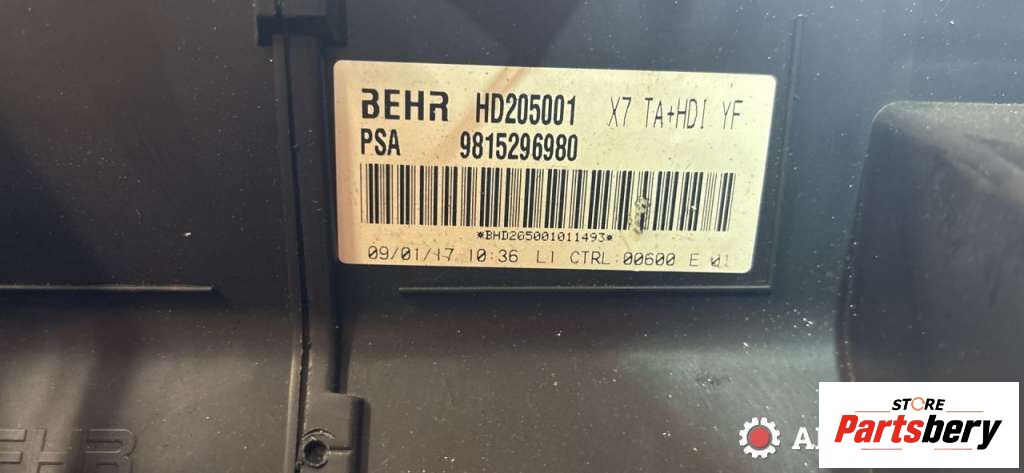 BEHR HD205001 X7 TA+HDI YF
PSA 9815296980
*BHD205001011493*
09/01/17 10:36 L1 CTRL:00600 E 01
STORE
Partsbery